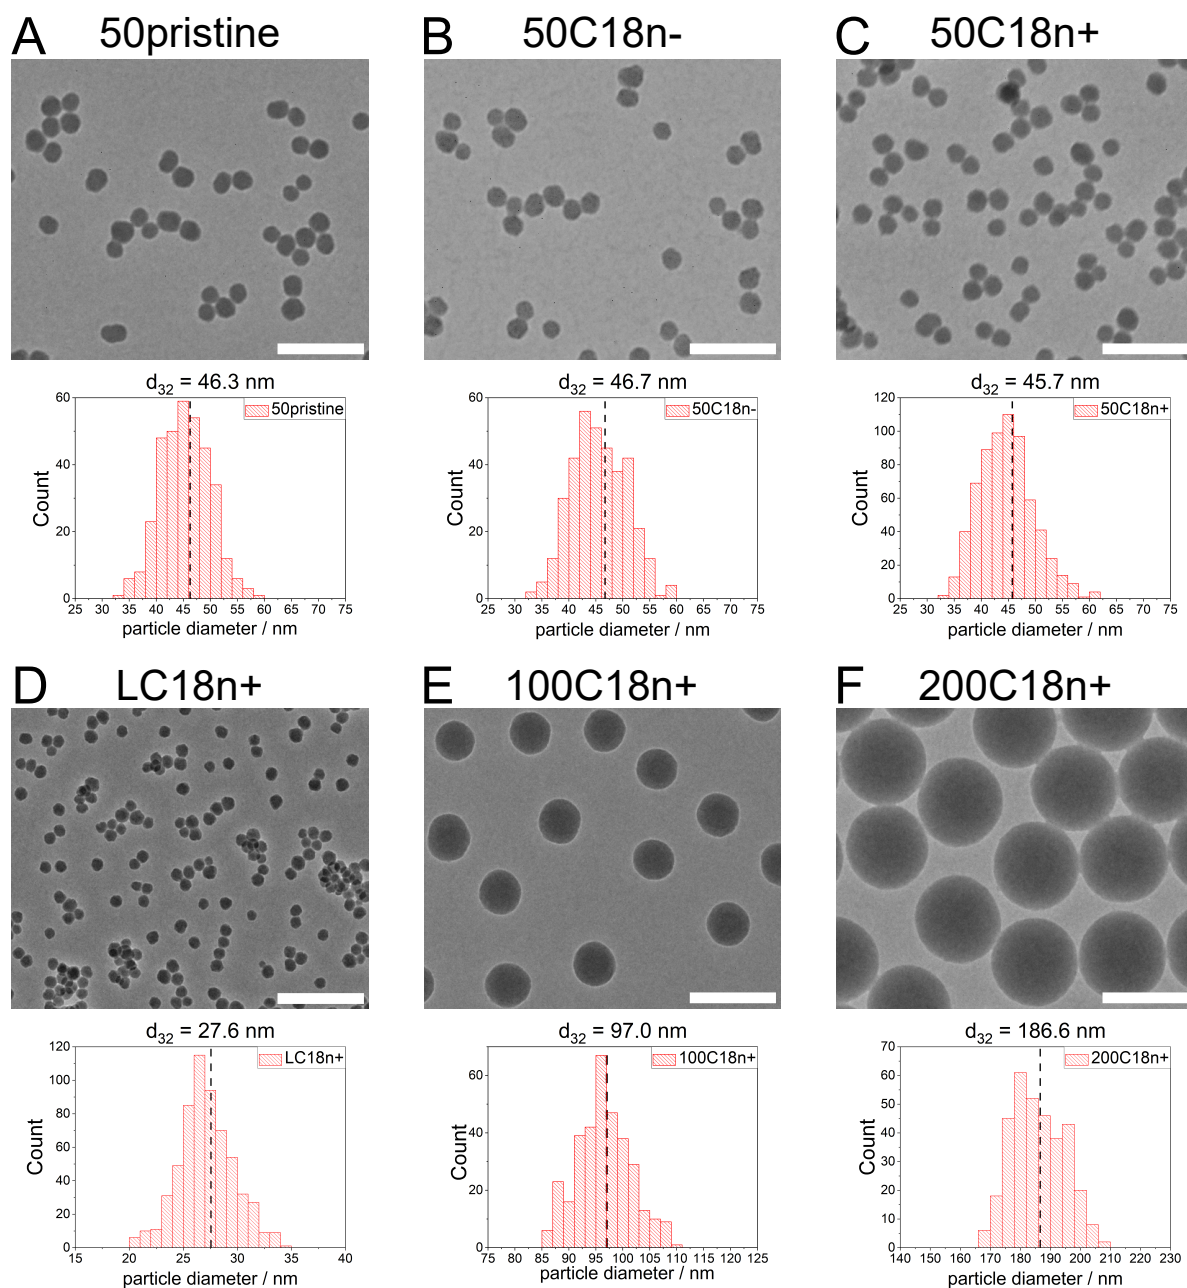 A 50pristine
B 50C18n-
C 50C18n+
d32 = 46.3 nm
d32 = 46.7 nm
d32 = 45.7 nm
60
40
20
0
Count
50pristine
25 30 35 40 45 50 55 60 65 70 75
particle diameter / nm
60
40
20
0
Count
50C18n-
25 30 35 40 45 50 55 60 65 70 75
particle diameter / nm
120
100
80
60
40
20
0
Count
50C18n+
25 30 35 40 45 50 55 60 65 70 75
particle diameter / nm
D LC18n+
E 100C18n+
F 200C18n+
d32 = 27.6 nm
d32 = 97.0 nm
d32 = 186.6 nm
120
100
80
60
40
20
0
Count
LC18n+
15 20 25 30 35 40
particle diameter / nm
60
40
20
0
Count
100C18n+
75 80 85 90 95 100 105 110 115 120 125
particle diameter / nm
70
60
50
40
30
20
10
0
Count
200C18n+
140 150 160 170 180 190 200 210 220 230
particle diameter / nm